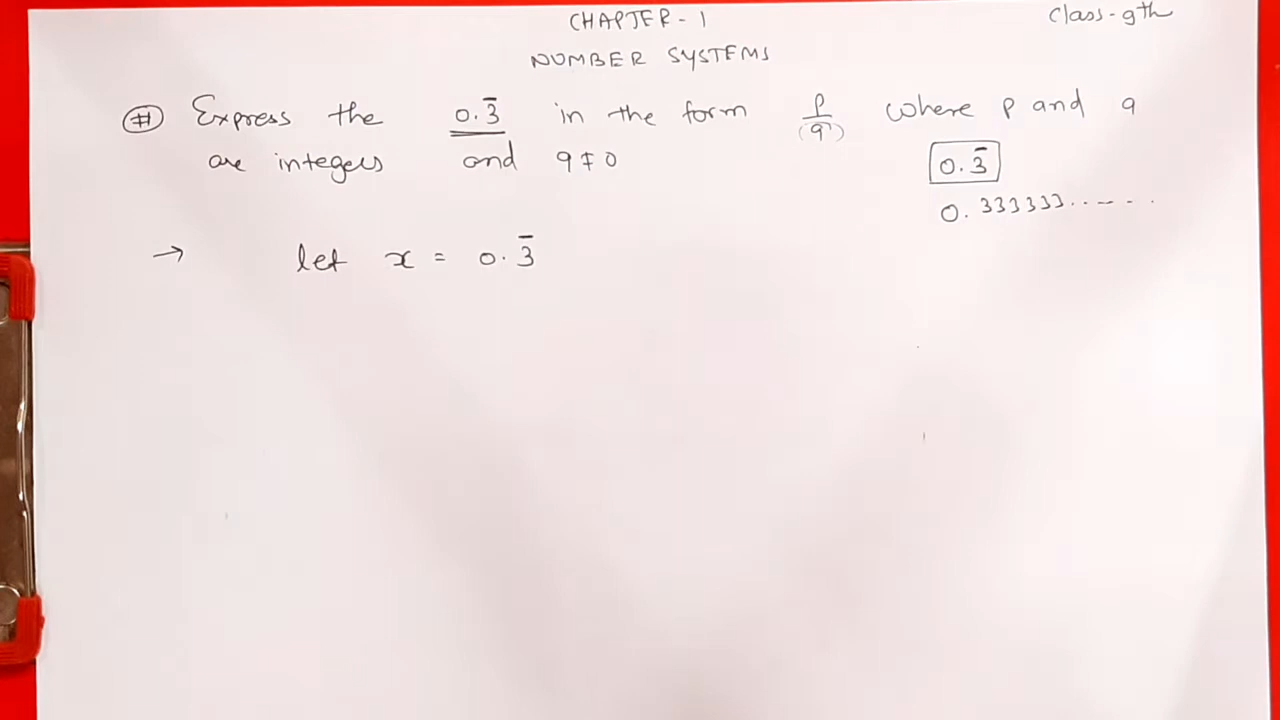 CHAPTER - 1
Class - 9th
NUMBER SYSTEMS
# Express the 0.3̅ in the form p/q where p and q
are integers and q ≠ 0
0.3̅
0.333333......
→ let x = 0.3̅